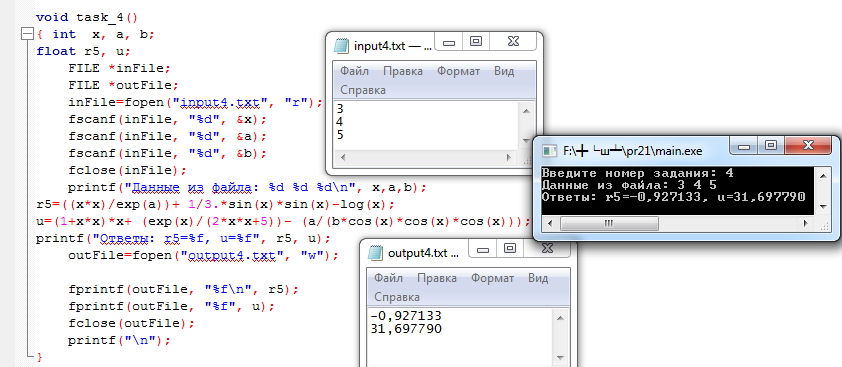 void task_4()
{ int  x, a, b;
float r5, u;
FILE *inFile;
FILE *outFile;
inFile=fopen("input4.txt", "r");
fscanf(inFile, "%d", &x);
fscanf(inFile, "%d", &a);
fscanf(inFile, "%d", &b);
fclose(inFile);
printf("Данные из файла: %d %d %d\n", x,a,b);
r5=((x*x)/exp(a))+ 1/3.*sin(x)*sin(x)-log(x);
u=(1+x*x)*x+ (exp(x)/(2*x*x+5))- (a/(b*cos(x)*cos(x)*cos(x)));
printf("Ответы: r5=%f, u=%f", r5, u);
outFile=fopen("output4.txt", "w");
fprintf(outFile, "%f\n", r5);
fprintf(outFile, "%f", u);
fclose(outFile);
printf("\n");
}
input4.txt — ...
Файл Правка Формат Вид
Справка
3
4
5
F:\╋└ш┷\pr21\main.exe
Введите номер задания: 4
Данные из файла: 3 4 5
Ответы: r5=-0,927133, u=31,697790
output4.txt ...
Файл Правка Формат Вид
Справка
-0,927133
31,697790